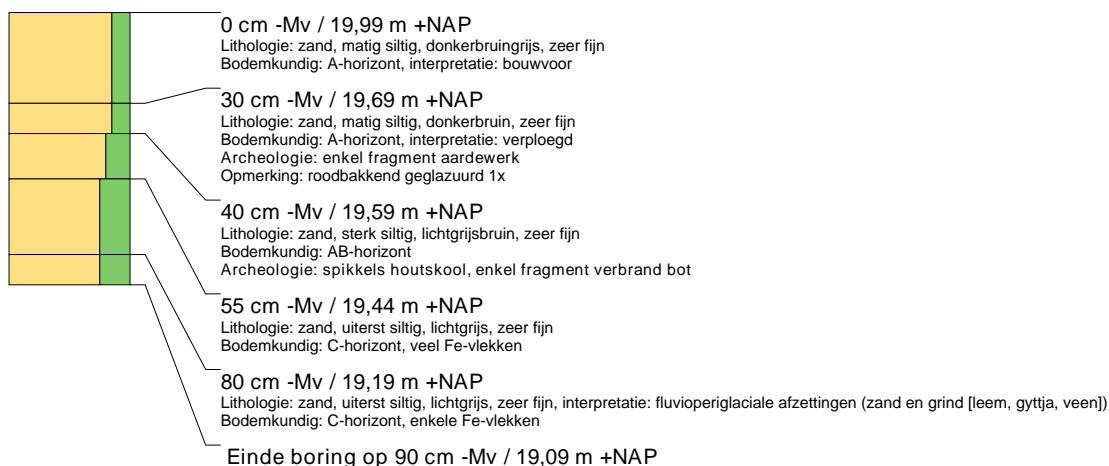 0 cm -Mv / 19,99 m +NAP
Lithologie: zand, matig siltig, donkerbruingrijs, zeer fijn
Bodemkundig: A-horizont, interpretatie: bouwvoor
30 cm -Mv / 19,69 m +NAP
Lithologie: zand, matig siltig, donkerbruin, zeer fijn
Bodemkundig: A-horizont, interpretatie: verploegd
Archeologie: enkel fragment aardewerk
Opmerking: roodbakkend geglazuurd 1x
40 cm -Mv / 19,59 m +NAP
Lithologie: zand, sterk siltig, lichtgrijsbruin, zeer fijn
Bodemkundig: AB-horizont
Archeologie: spikkels houtskool, enkel fragment verbrand bot
55 cm -Mv / 19,44 m +NAP
Lithologie: zand, uiterst siltig, lichtgrijs, zeer fijn
Bodemkundig: C-horizont, veel Fe-vlekken
80 cm -Mv / 19,19 m +NAP
Lithologie: zand, uiterst siltig, lichtgrijs, zeer fijn, interpretatie: fluvioperiglaciale afzettingen (zand en grind [leem, gyttja, veen])
Bodemkundig: C-horizont, enkele Fe-vlekken
Einde boring op 90 cm -Mv / 19,09 m +NAP